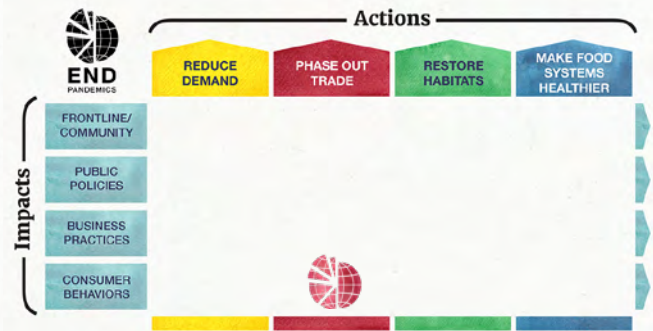 Actions
END
PANDEMICS
REDUCE
DEMAND
PHASE OUT
TRADE
RESTORE
HABITATS
MAKE FOOD
SYSTEMS
HEALTHIER
Impacts
FRONTLINE/
COMMUNITY
PUBLIC
POLICIES
BUSINESS
PRACTICES
CONSUMER
BEHAVIORS